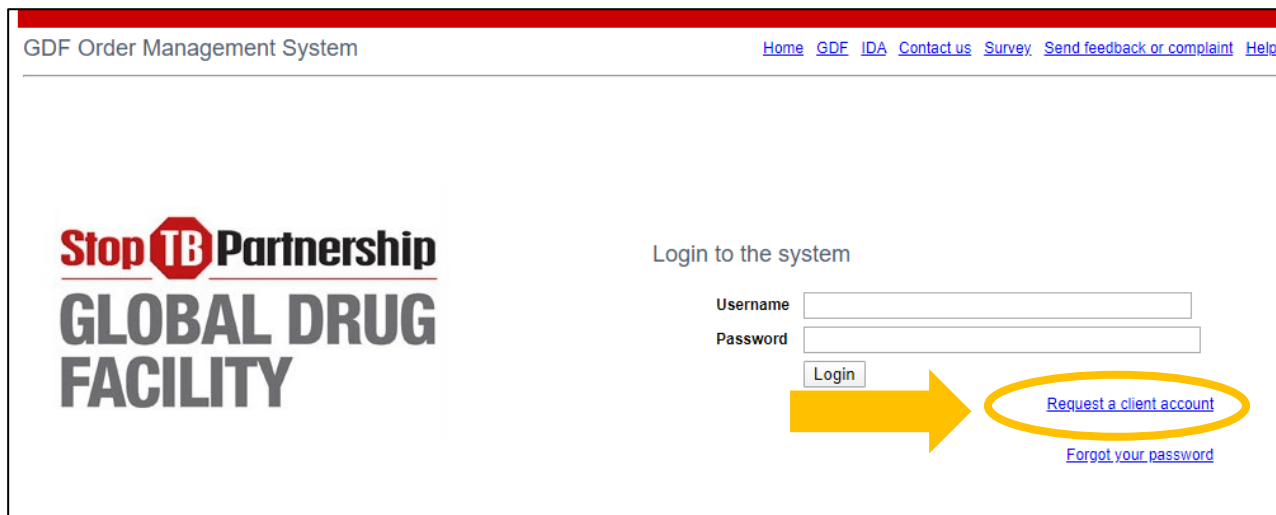 GDF Order Management System
Home GDF IDA Contact us Survey Send feedback or complaint Help
Stop TB Partnership
GLOBAL DRUG
FACILITY
Login to the system
Username
Password
Login
Request a client account
Forgot your password